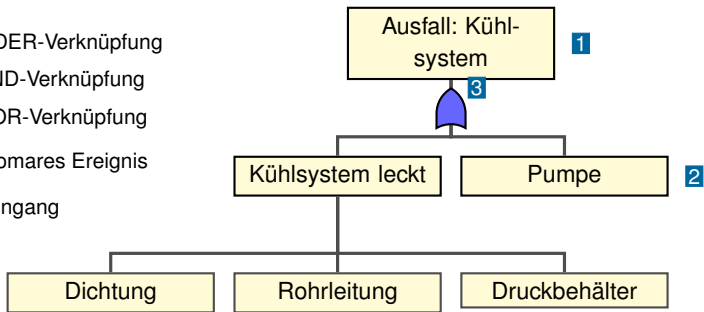 DER-Verknüpfung
ND-Verknüpfung
OR-Verknüpfung
omares Ereignis
ngang
Ausfall: Kühl-
system
1
3
Kühlsystem leckt
Pumpe
2
Dichtung
Rohrleitung
Druckbehälter